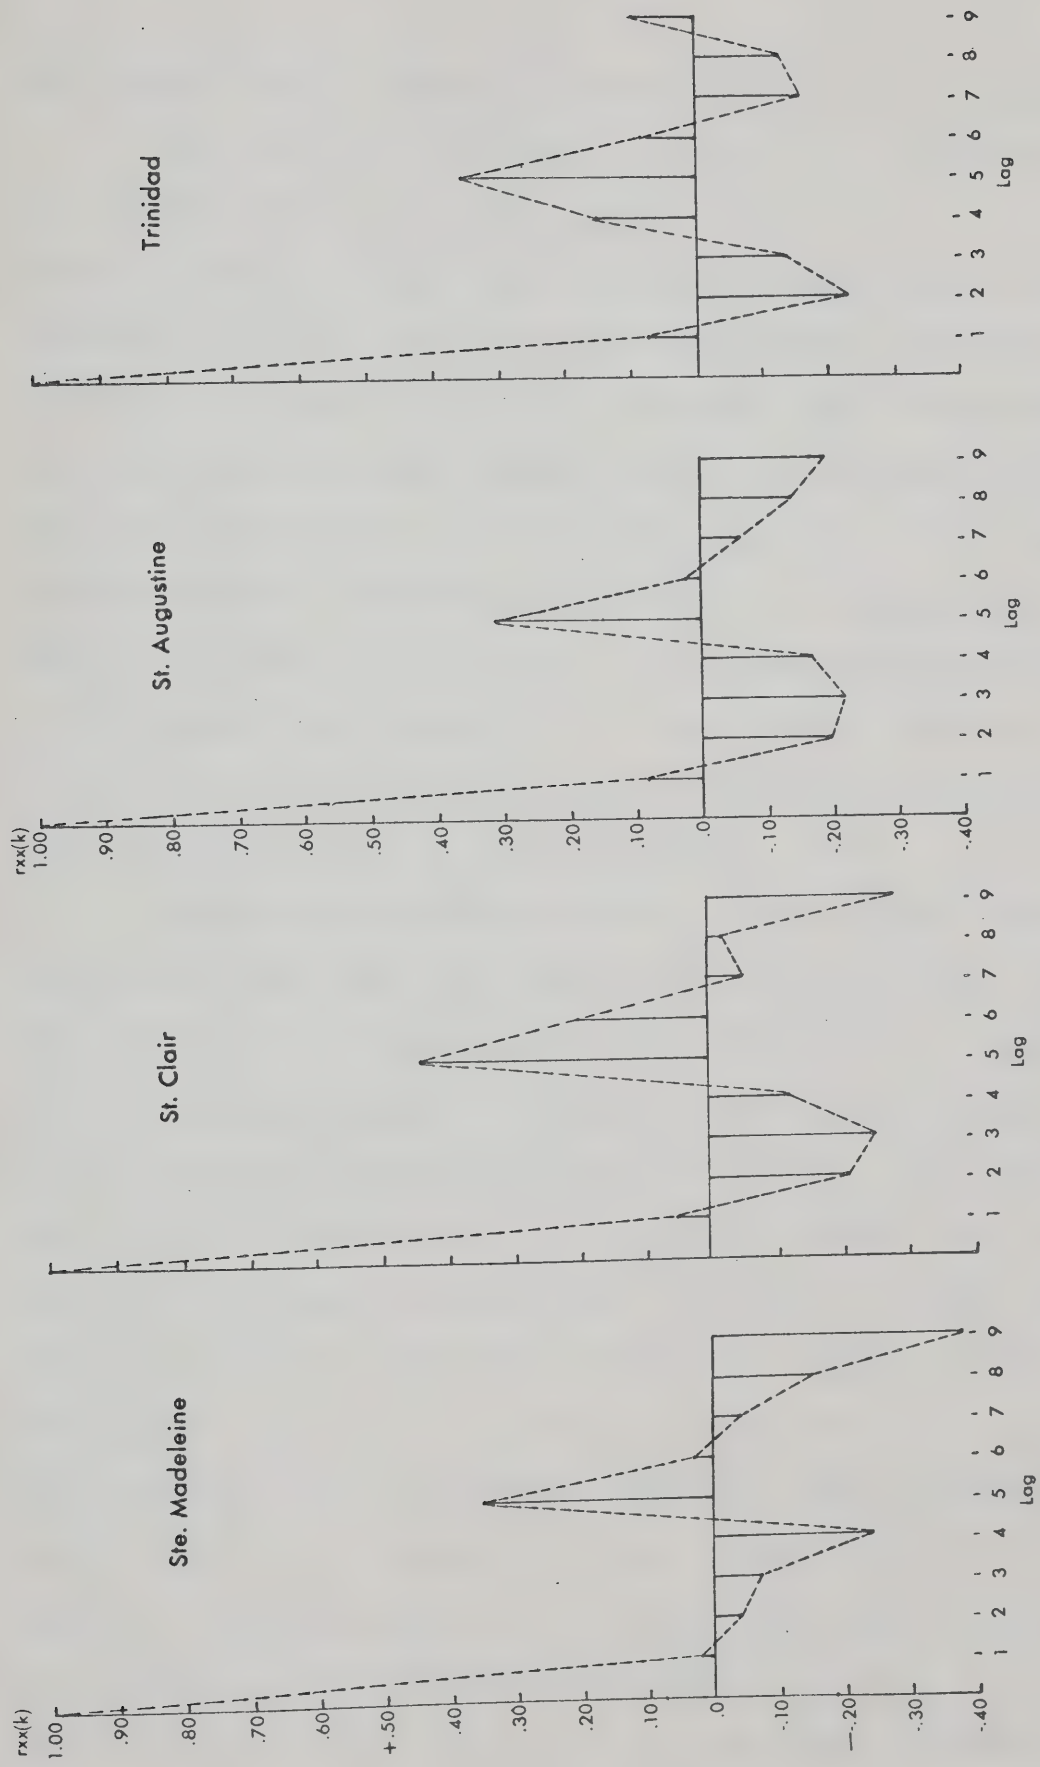 Ste. Madeleine
rxx(k)
1.00
.90
.80
.70
.60
+.50
.40
.30
.20
.10
.0
-.10
-.20
-.30
-.40
1 2 3 4 5 6 7 8 9
Lag
St. Clair
1 2 3 4 5 6 7 8 9
Lag
St. Augustine
rxx(k)
1.00
.90
.80
.70
.60
.50
.40
.30
.20
.10
.0
-.10
-.20
-.30
-.40
1 2 3 4 5 6 7 8 9
Lag
Trinidad
1 2 3 4 5 6 7 8 9
Lag